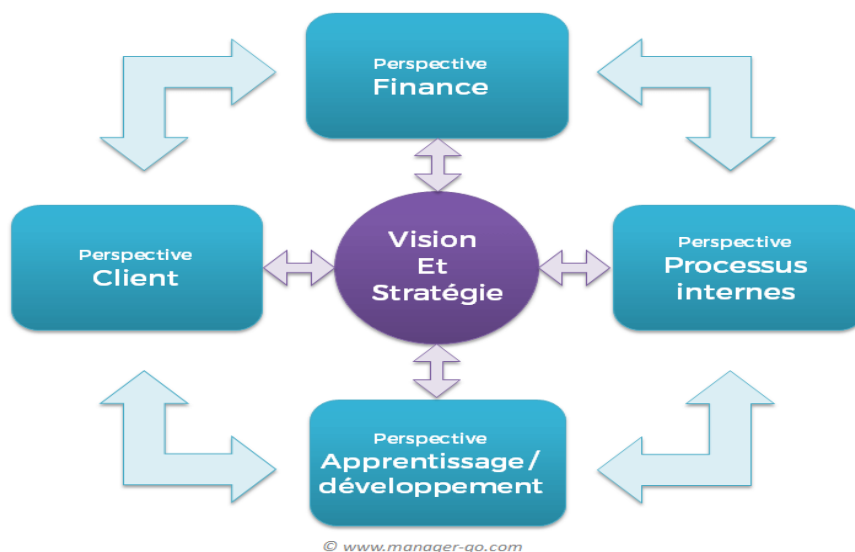 Perspective
Finance
Perspective
Client
Vision
Et
Stratégie
Perspective
Processus
internes
Perspective
Apprentissage/
développement
© www.manager-go.com